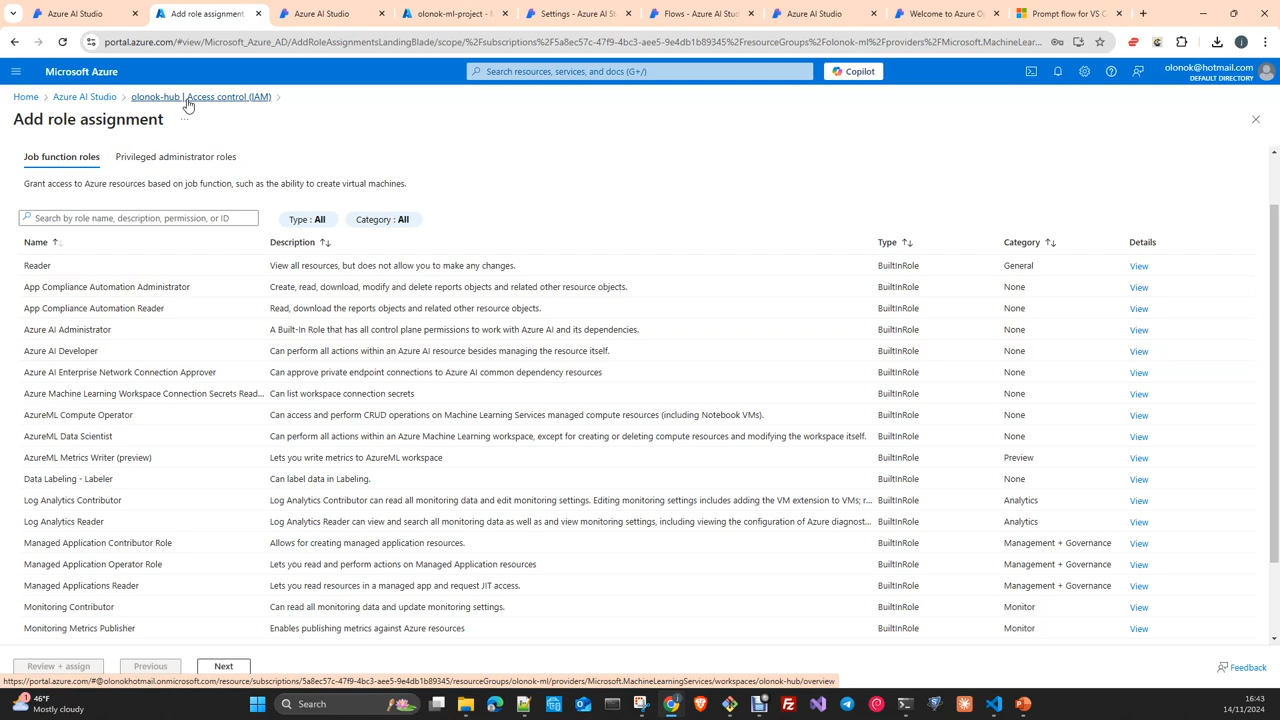 Azure AI Studio
Add role assignment
Azure AI Studio
olonok-ml-project - M
Settings - Azure AI S
Flows - Azure AI Stud
Azure AI Studio
Welcome to Azure Op
Prompt flow for VS C
portal.azure.com/#view/Microsoft_Azure_AD/AddRoleAssignmentsLandingBlade/scope/%2Fsubscriptions%2F5a8ec57c-47f9-4bc3-aee5-9e4db1b89345%2FresourceGroups%2Folonok-ml%2Fproviders%2FMicrosoft.MachineLear...
Microsoft Azure
Search resources, services, and docs (G+/)
Copilot
olonok@hotmail.com
DEFAULT DIRECTORY
Home > Azure AI Studio > olonok-hub | Access control (IAM) >
Add role assignment ...
Job function roles Privileged administrator roles
Grant access to Azure resources based on job function, such as the ability to create virtual machines.
Search by role name, description, permission, or ID
Type : All
Category : All
Name ↑↓ Description ↑↓ Type ↑↓ Category ↑↓ Details
Reader View all resources, but does not allow you to make any changes. BuiltInRole General View
App Compliance Automation Administrator Create, read, download, modify and delete reports objects and related other resource objects. BuiltInRole None View
App Compliance Automation Reader Read, download the reports objects and related other resource objects. BuiltInRole None View
Azure AI Administrator A Built-In Role that has all control plane permissions to work with Azure AI and its dependencies. BuiltInRole None View
Azure AI Developer Can perform all actions within an Azure AI resource besides managing the resource itself. BuiltInRole None View
Azure AI Enterprise Network Connection Approver Can approve private endpoint connections to Azure AI common dependency resources BuiltInRole None View
Azure Machine Learning Workspace Connection Secrets Read... Can list workspace connection secrets BuiltInRole None View
AzureML Compute Operator Can access and perform CRUD operations on Machine Learning Services managed compute resources (including Notebook VMs). BuiltInRole None View
AzureML Data Scientist Can perform all actions within an Azure Machine Learning workspace, except for creating or deleting compute resources and modifying the workspace itself. BuiltInRole None View
AzureML Metrics Writer (preview) Lets you write metrics to AzureML workspace BuiltInRole Preview View
Data Labeling - Labeler Can label data in Labeling. BuiltInRole None View
Log Analytics Contributor Log Analytics Contributor can read all monitoring data and edit monitoring settings. Editing monitoring settings includes adding the VM extension to VMs; r... BuiltInRole Analytics View
Log Analytics Reader Log Analytics Reader can view and search all monitoring data as well as and view monitoring settings, including viewing the configuration of Azure diagnost... BuiltInRole Analytics View
Managed Application Contributor Role Allows for creating managed application resources. BuiltInRole Management + Governance View
Managed Application Operator Role Lets you read and perform actions on Managed Application resources BuiltInRole Management + Governance View
Managed Applications Reader Lets you read resources in a managed app and request JIT access. BuiltInRole Management + Governance View
Monitoring Contributor Can read all monitoring data and update monitoring settings. BuiltInRole Monitor View
Monitoring Metrics Publisher Enables publishing metrics against Azure resources BuiltInRole Monitor View
Review + assign Previous Next Feedback
https://portal.azure.com/#@olonokhotmail.onmicrosoft.com/resource/subscriptions/5a8ec57c-47f9-4bc3-aee5-9e4db1b89345/resourceGroups/olonok-ml/providers/Microsoft.MachineLearningServices/workspaces/olonok-hub/overview
46°F
Mostly cloudy
Search
16:43
14/11/2024